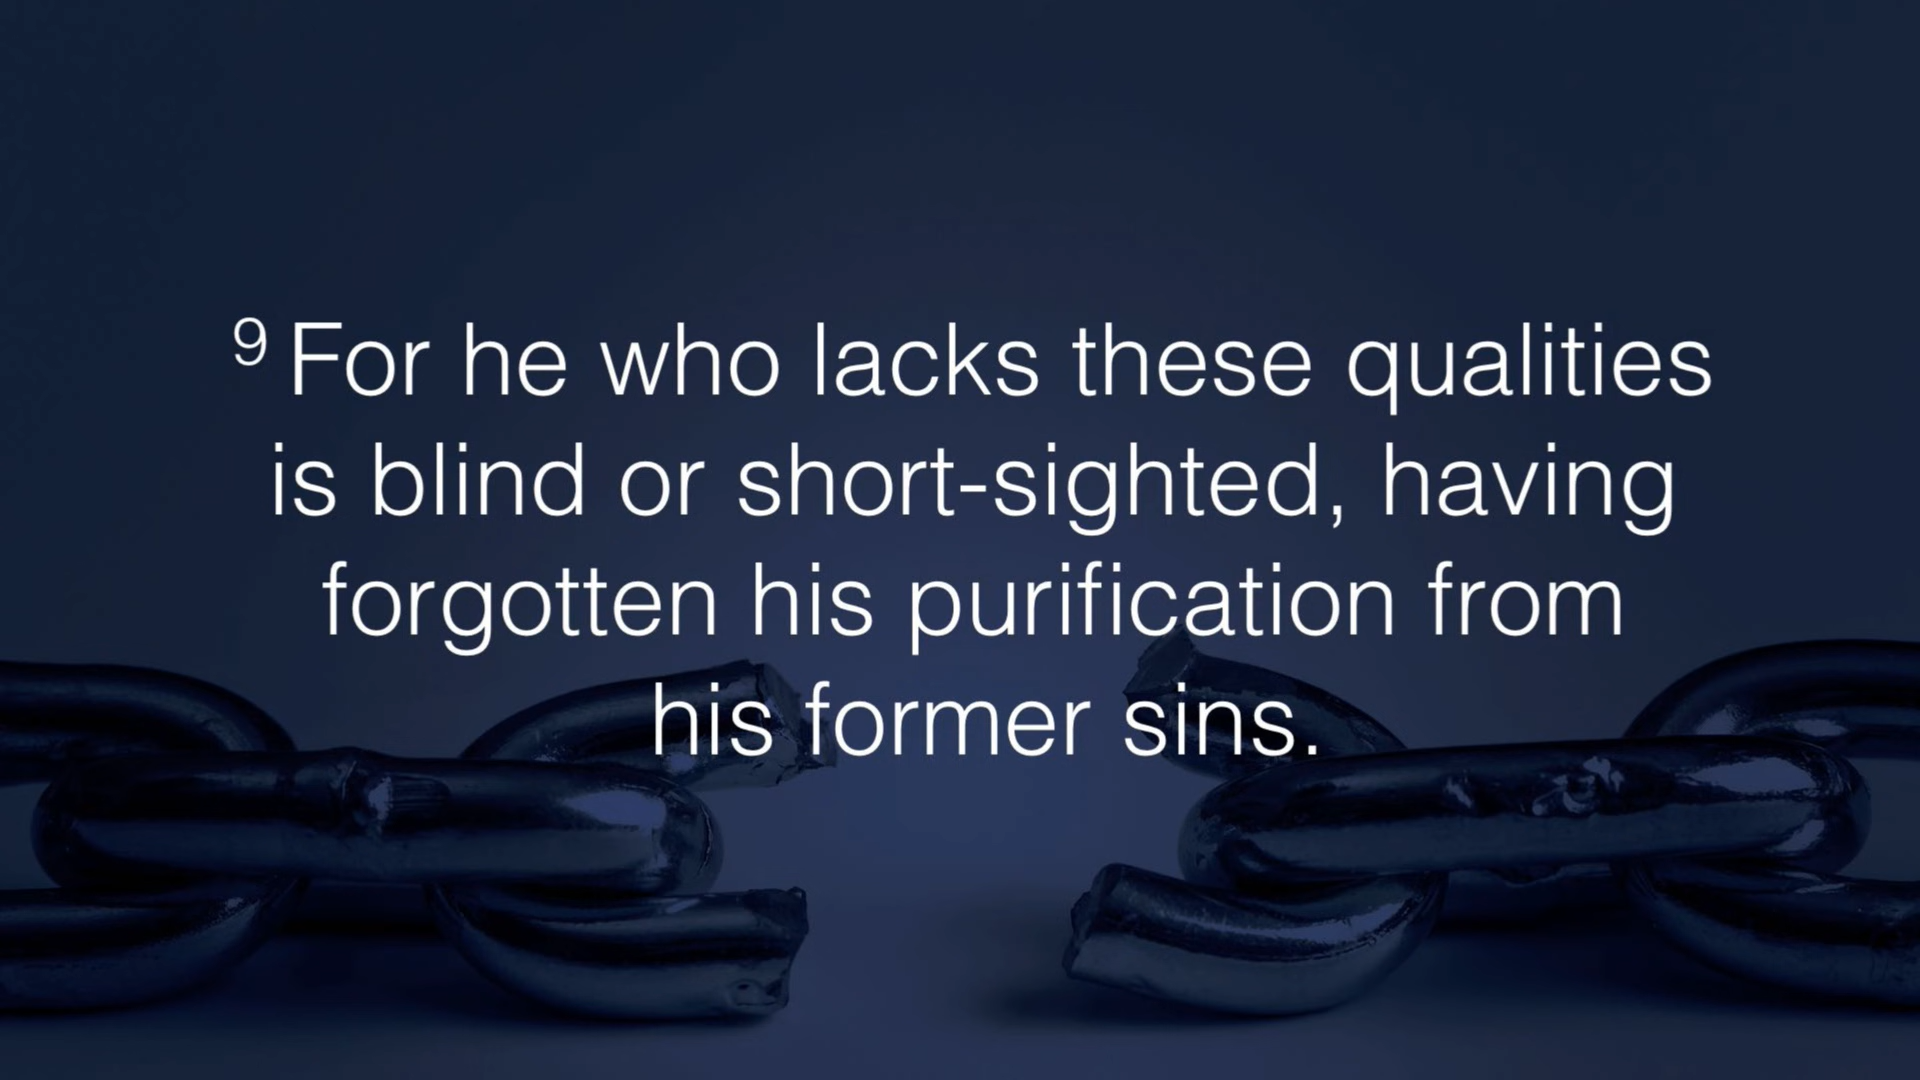 9 For he who lacks these qualities
is blind or short-sighted, having
forgotten his purification from
his former sins.